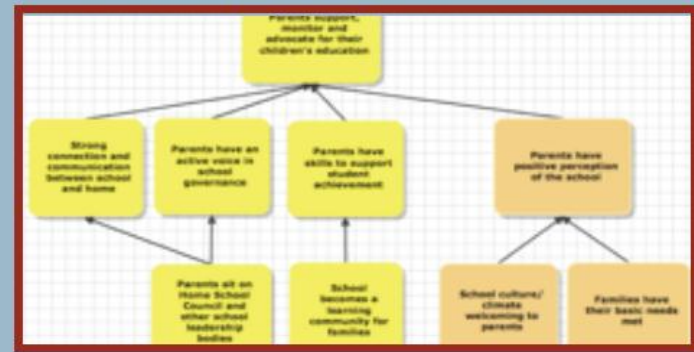 Parents support,
monitor and
advocate for their
children's education
Strong
connection and
communication
between school
and home
Parents have an
active voice in
school
governance
Parents have
skills to support
student
achievement
Parents have
positive perception
of the school
Parents sit on
Home School
Council and
other school
leadership
bodies
School
becomes a
learning
community for
families
School culture/
climate
welcoming to
parents
Families have
their basic needs
met